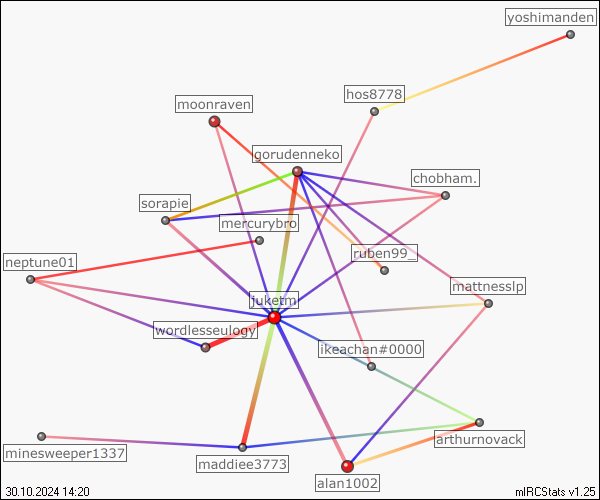 yoshimanden
hos8778
moonraven
gorudenneko
chobham.
sorapie
mercurybro
ruben99_
neptune01
mattnesslp
juketm
wordlesseulogy
ikeachan#0000
arthurnovack
minesweeper1337
maddiee3773
alan1002
30.10.2024 14:20
mIRCStats v1.25